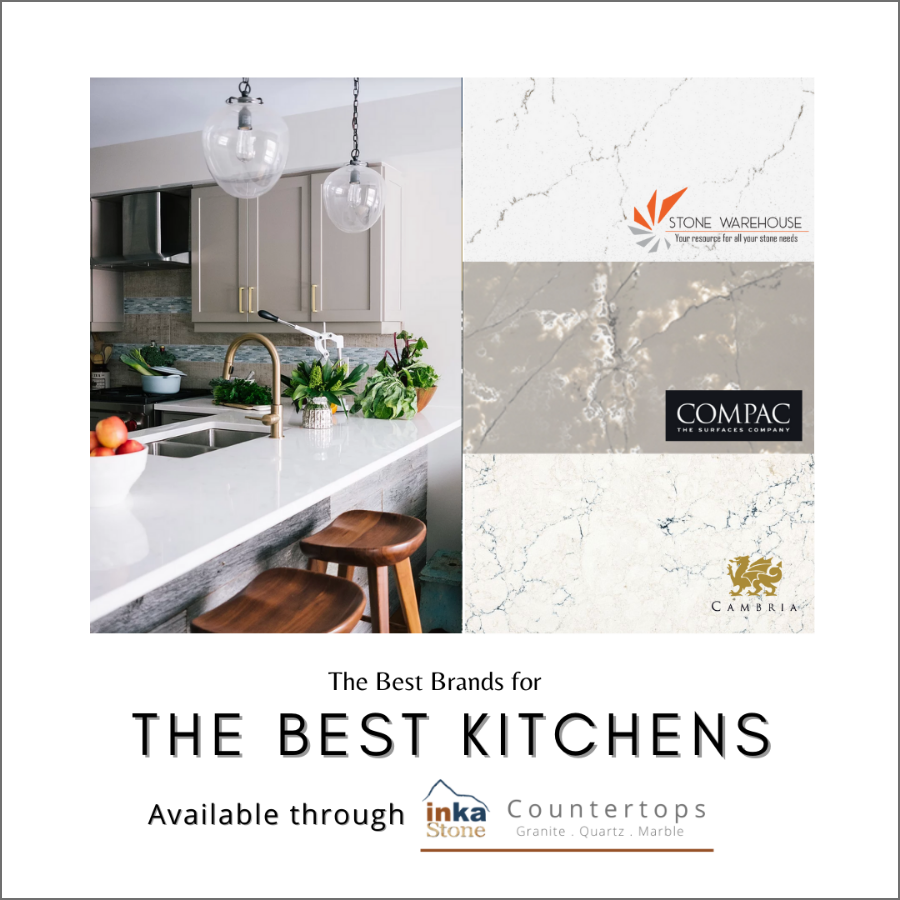 STONE WAREHOUSE
Your resource for all your stone needs
COMPAC
THE SURFACES COMPANY
CAMBRIA
The Best Brands for
THE BEST KITCHENS
Available through
inka
Stone
Countertops
Granite . Quartz . Marble